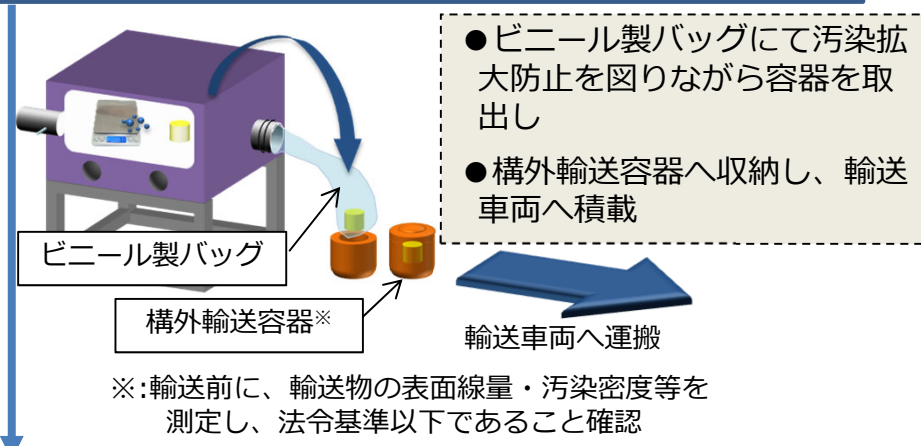 ●ビニール製バッグにて汚染拡
大防止を図りながら容器を取
出し
●構外輸送容器へ収納し、輸送
車両へ積載
ビニール製バッグ
構外輸送容器※
輸送車両へ運搬
※:輸送前に、輸送物の表面線量・汚染密度等を
測定し、法令基準以下であること確認